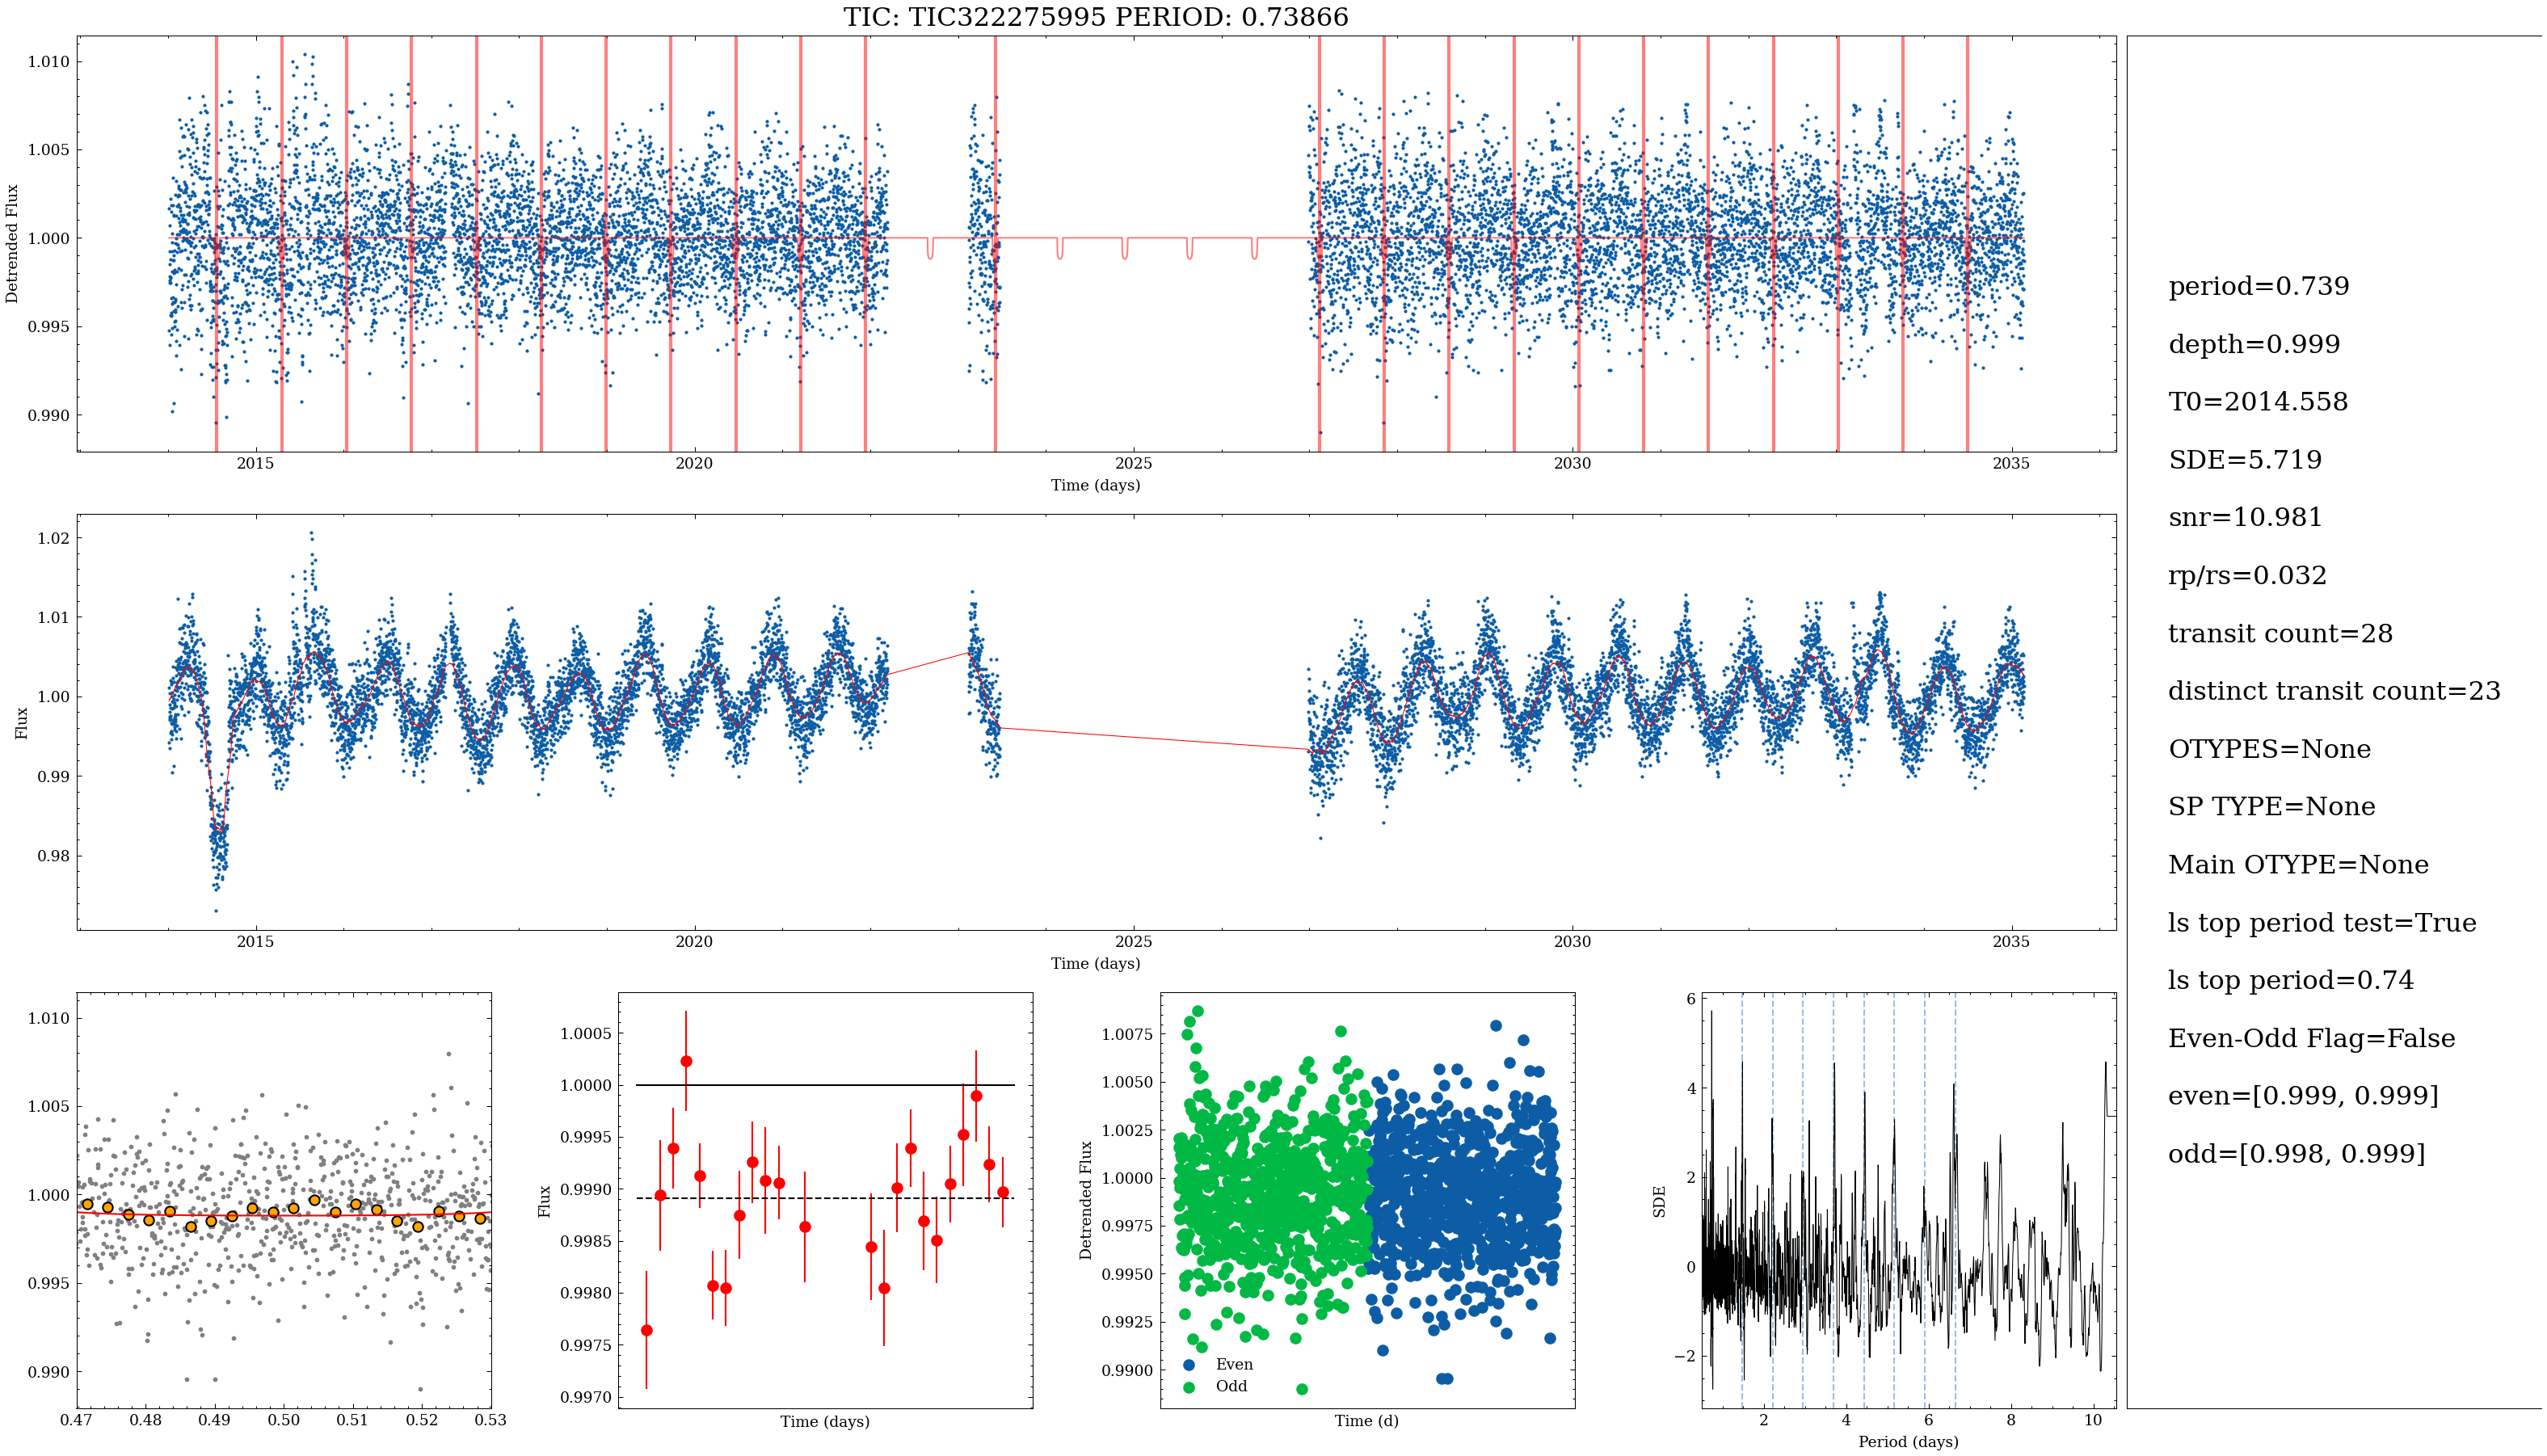 TIC: TIC322275995 PERIOD: 0.73866
1.010
1.005
1.000
0.995
0.990
Detrended Flux
2015
2020
2025
2030
2035
Time (days)
1.02
1.01
1.00
0.99
0.98
Flux
2015
2020
2025
2030
2035
Time (days)
1.010
1.005
1.000
0.995
0.990
0.47
0.48
0.49
0.50
0.51
0.52
0.53
1.0005
1.0000
0.9995
0.9990
0.9985
0.9980
0.9975
0.9970
Flux
Time (days)
1.0075
1.0050
1.0025
1.0000
0.9975
0.9950
0.9925
0.9900
Detrended Flux
Even
Odd
Time (d)
6
4
2
0
−2
SDE
2
4
6
8
10
Period (days)
period=0.739
depth=0.999
T0=2014.558
SDE=5.719
snr=10.981
rp/rs=0.032
transit count=28
distinct transit count=23
OTYPES=None
SP TYPE=None
Main OTYPE=None
ls top period test=True
ls top period=0.74
Even-Odd Flag=False
even=[0.999, 0.999]
odd=[0.998, 0.999]